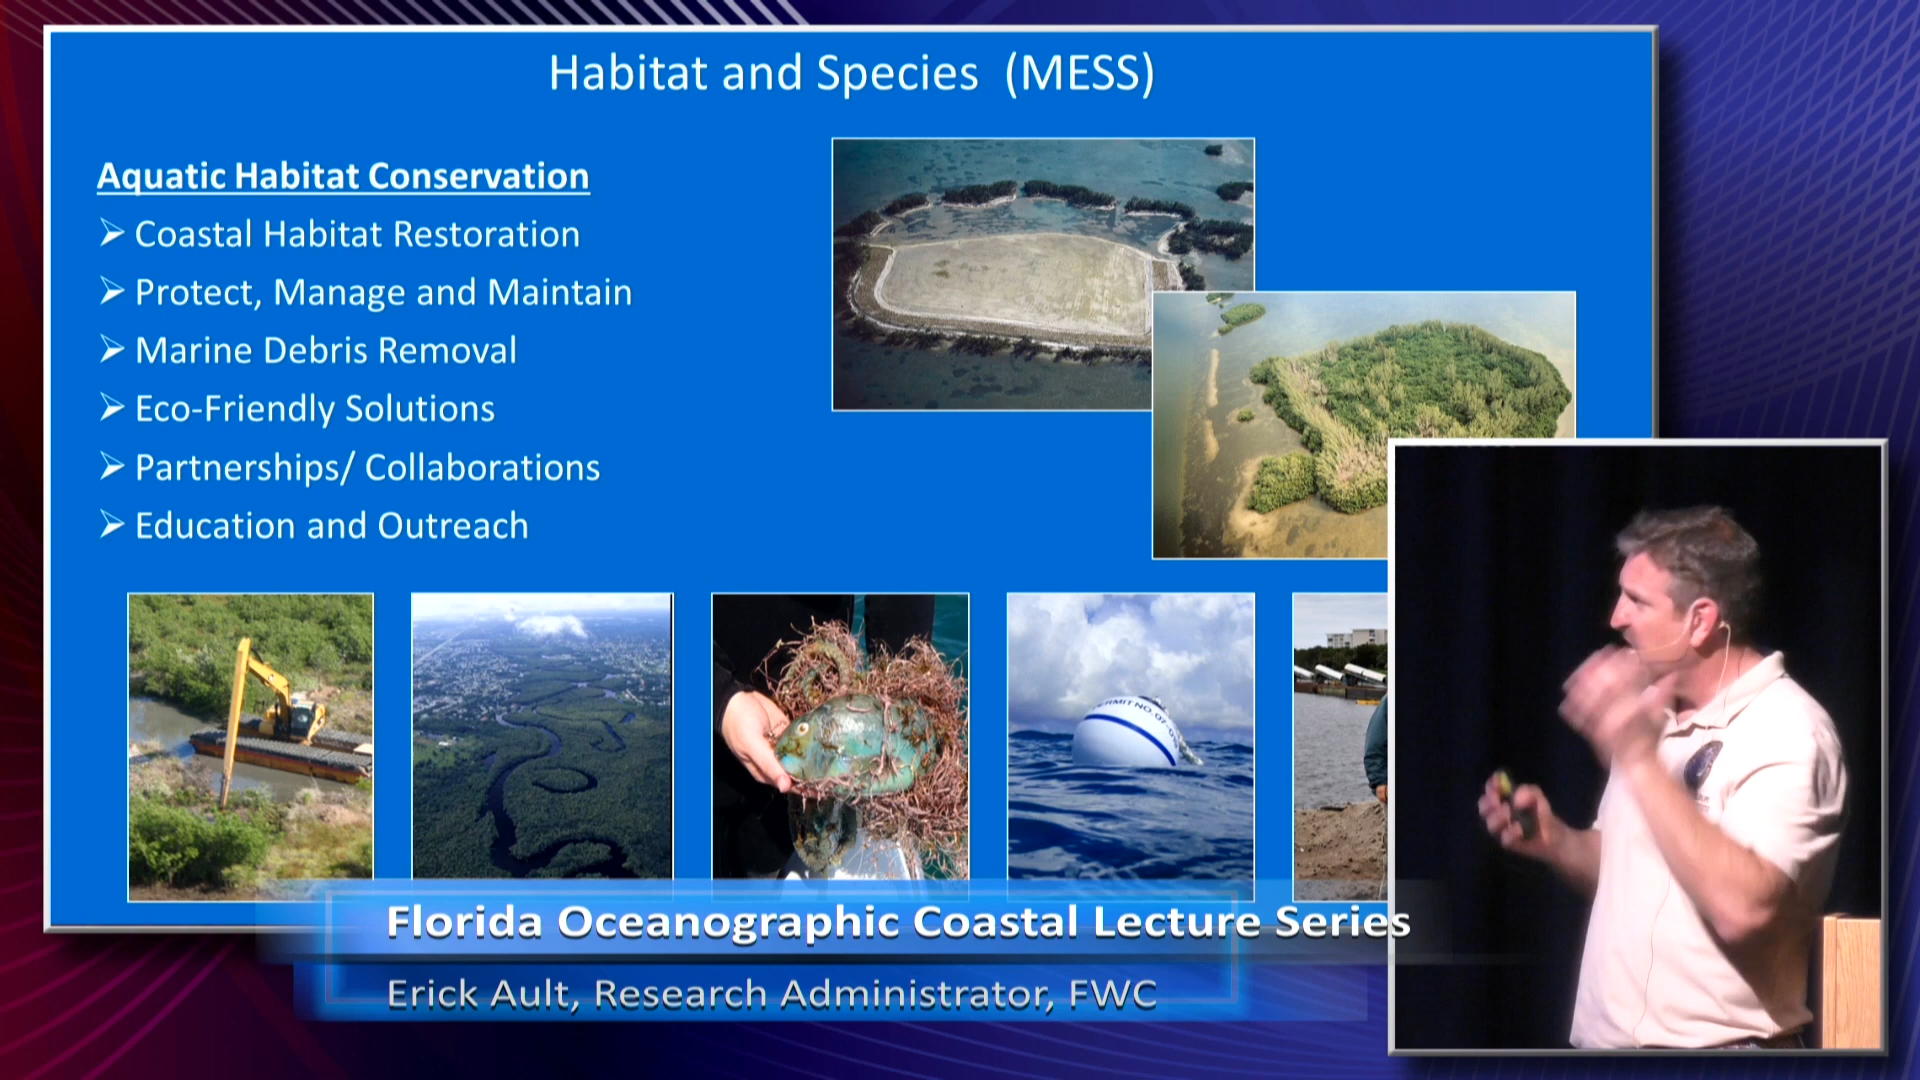 Habitat and Species (MESS)
Aquatic Habitat Conservation
Coastal Habitat Restoration
Protect, Manage and Maintain
Marine Debris Removal
Eco-Friendly Solutions
Partnerships/ Collaborations
Education and Outreach
Florida Oceanographic Coastal Lecture Series
Erick Ault, Research Administrator, FWC